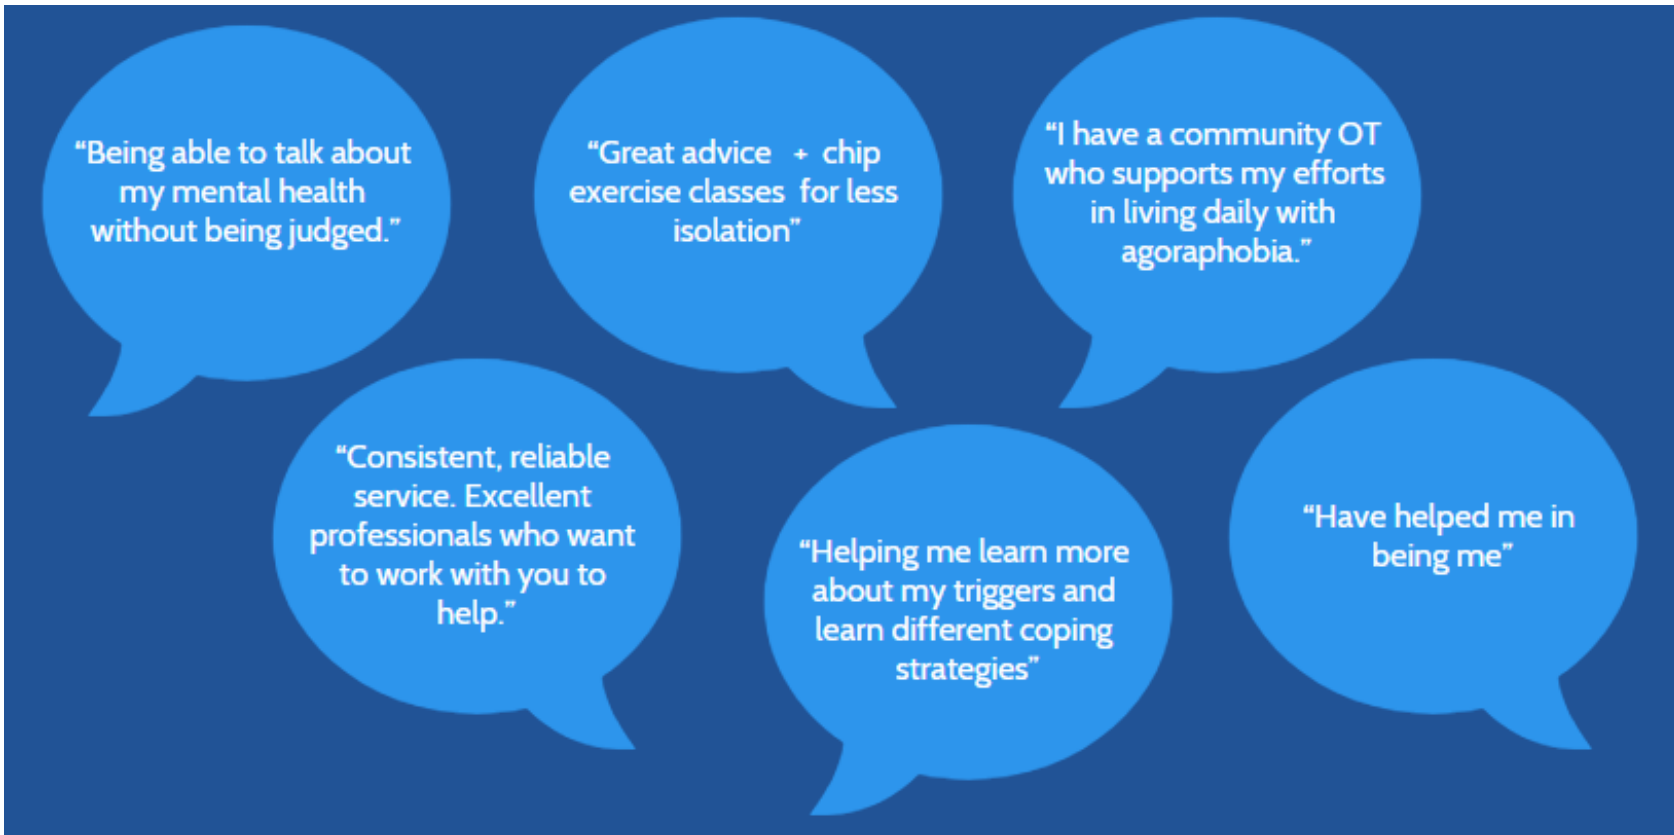 “Being able to talk about
my mental health
without being judged.”
“Great advice + chip
exercise classes for less
isolation”
“I have a community OT
who supports my efforts
in living daily with
agoraphobia.”
“Consistent, reliable
service. Excellent
professionals who want
to work with you to
help.”
“Helping me learn more
about my triggers and
learn different coping
strategies”
“Have helped me in
being me”